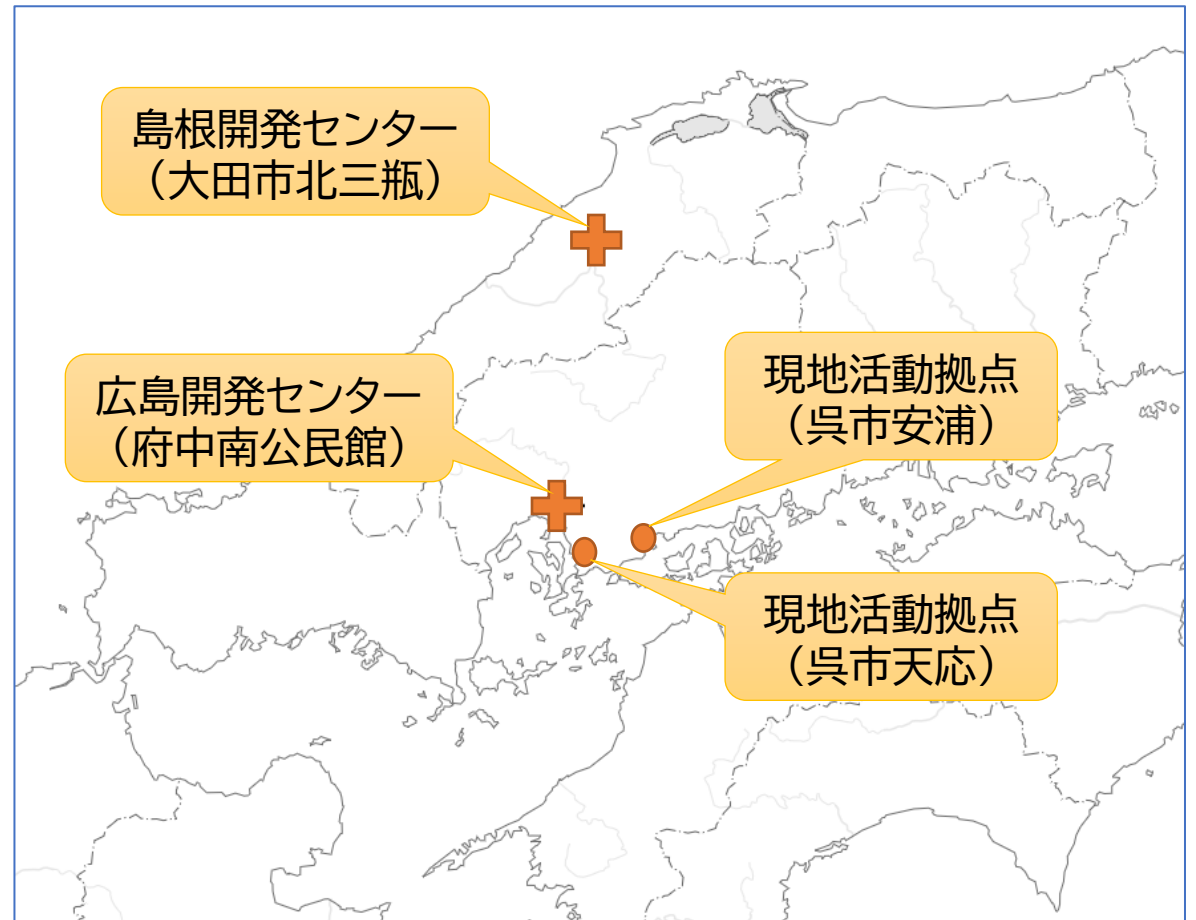 島根開発センター
（大田市北三瓶）
広島開発センター
（府中南公民館）
現地活動拠点
（呉市安浦）
現地活動拠点
（呉市天応）